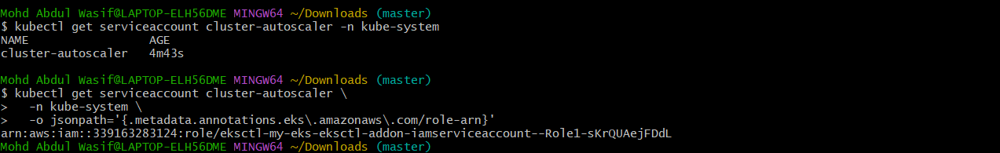 Mohd Abdul Wasif@LAPTOP-ELH56DME MINGW64 ~/Downloads (master)
$ kubectl get serviceaccount cluster-autoscaler -n kube-system
NAME                 AGE
cluster-autoscaler   4m43s

Mohd Abdul Wasif@LAPTOP-ELH56DME MINGW64 ~/Downloads (master)
$ kubectl get serviceaccount cluster-autoscaler \
>   -n kube-system \
>   -o jsonpath='{.metadata.annotations.eks\.amazonaws\.com/role-arn}'
arn:aws:iam::339163283124:role/eksctl-my-eks-eksctl-addon-iamserviceaccount--Role1-sKrQUAejFDdL
Mohd Abdul Wasif@LAPTOP-ELH56DME MINGW64 ~/Downloads (master)